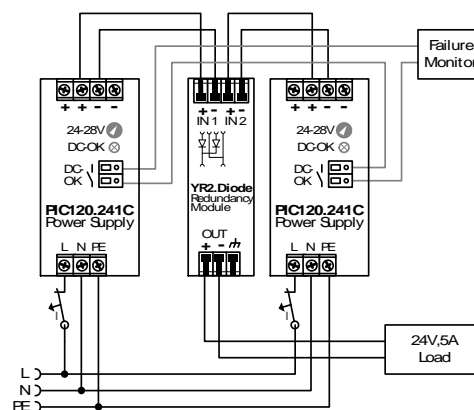 Failure
Monitor
+ + - -
+ - + -
IN 1 IN 2
+ + - -
24-28V
DC-OK
DC-
OK
PIC120.241C
Power Supply
L N PE
YR2.Diode
Redundancy
Module
OUT
+ -
24-28V
DC-OK
DC-
OK
PIC120.241C
Power Supply
L N PE
I
I
24V,5A
Load
+ -
L
N
PE